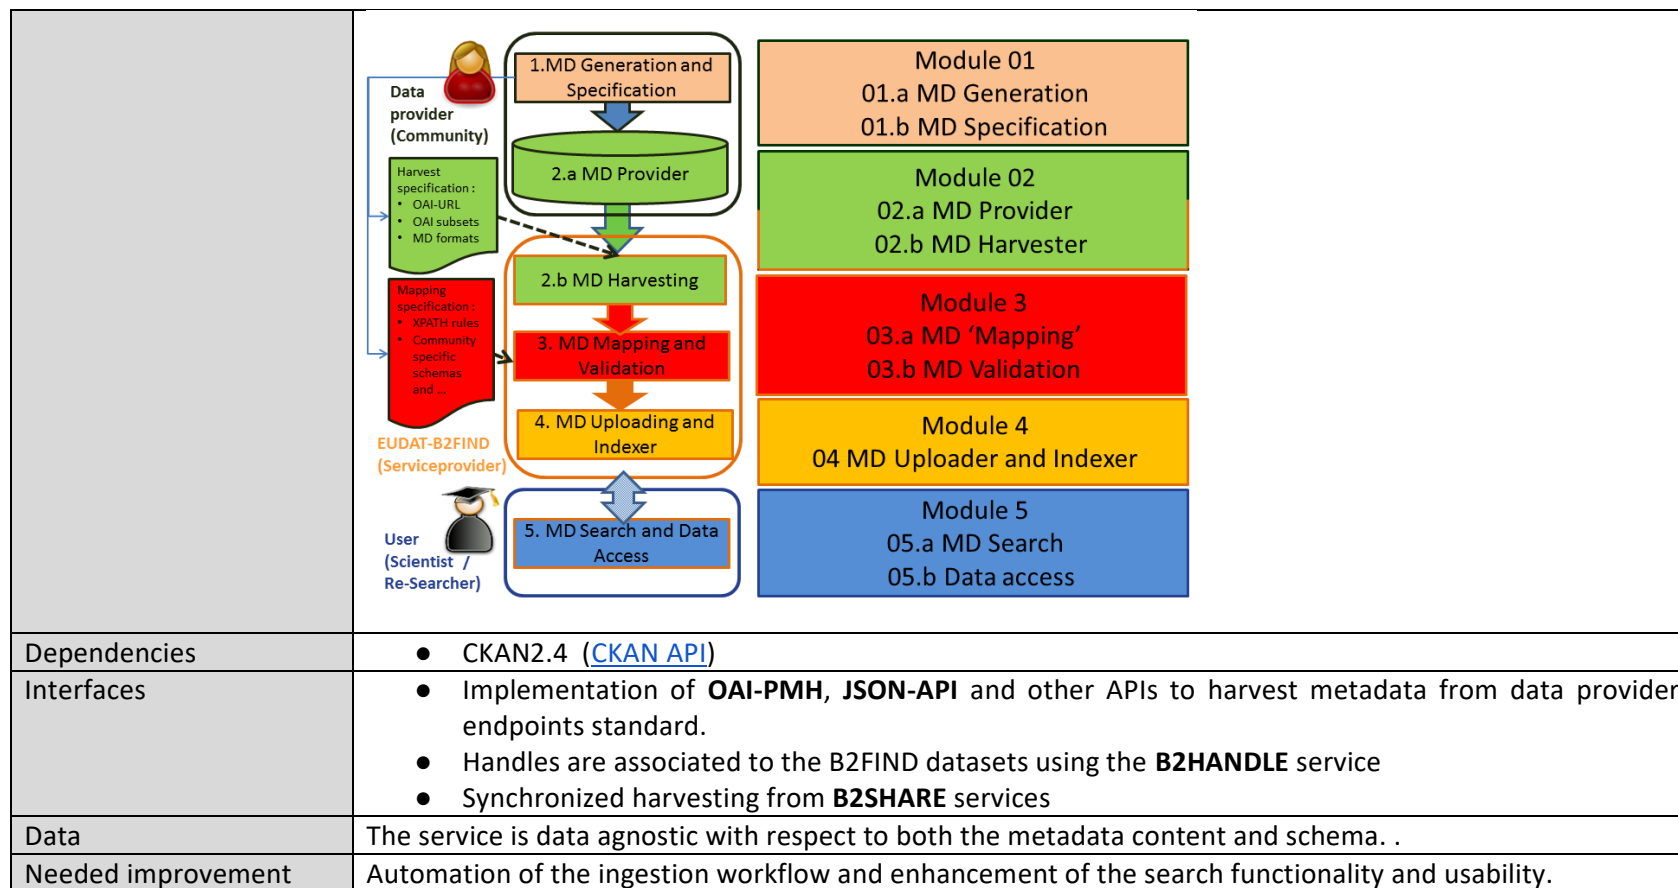 Data
provider
(Community)
1.MD Generation and
Specification
2.a MD Provider
Harvest
specification :
• OAI-URL
• OAI subsets
• MD formats
2.b MD Harvesting
Mapping
specification :
• XPATH rules
• Community
specific
schemas
and ...
3. MD Mapping and
Validation
4. MD Uploading and
Indexer
EUDAT-B2FIND
(Serviceprovider)
User
(Scientist /
Re-Searcher)
5. MD Search and Data
Access
Module 01
01.a MD Generation
01.b MD Specification
Module 02
02.a MD Provider
02.b MD Harvester
Module 3
03.a MD ‘Mapping’
03.b MD Validation
Module 4
04 MD Uploader and Indexer
Module 5
05.a MD Search
05.b Data access
Dependencies
● CKAN2.4 (CKAN API)
Interfaces
● Implementation of OAI-PMH, JSON-API and other APIs to harvest metadata from data provider
endpoints standard.
● Handles are associated to the B2FIND datasets using the B2HANDLE service
● Synchronized harvesting from B2SHARE services
Data
The service is data agnostic with respect to both the metadata content and schema. .
Needed improvement
Automation of the ingestion workflow and enhancement of the search functionality and usability.